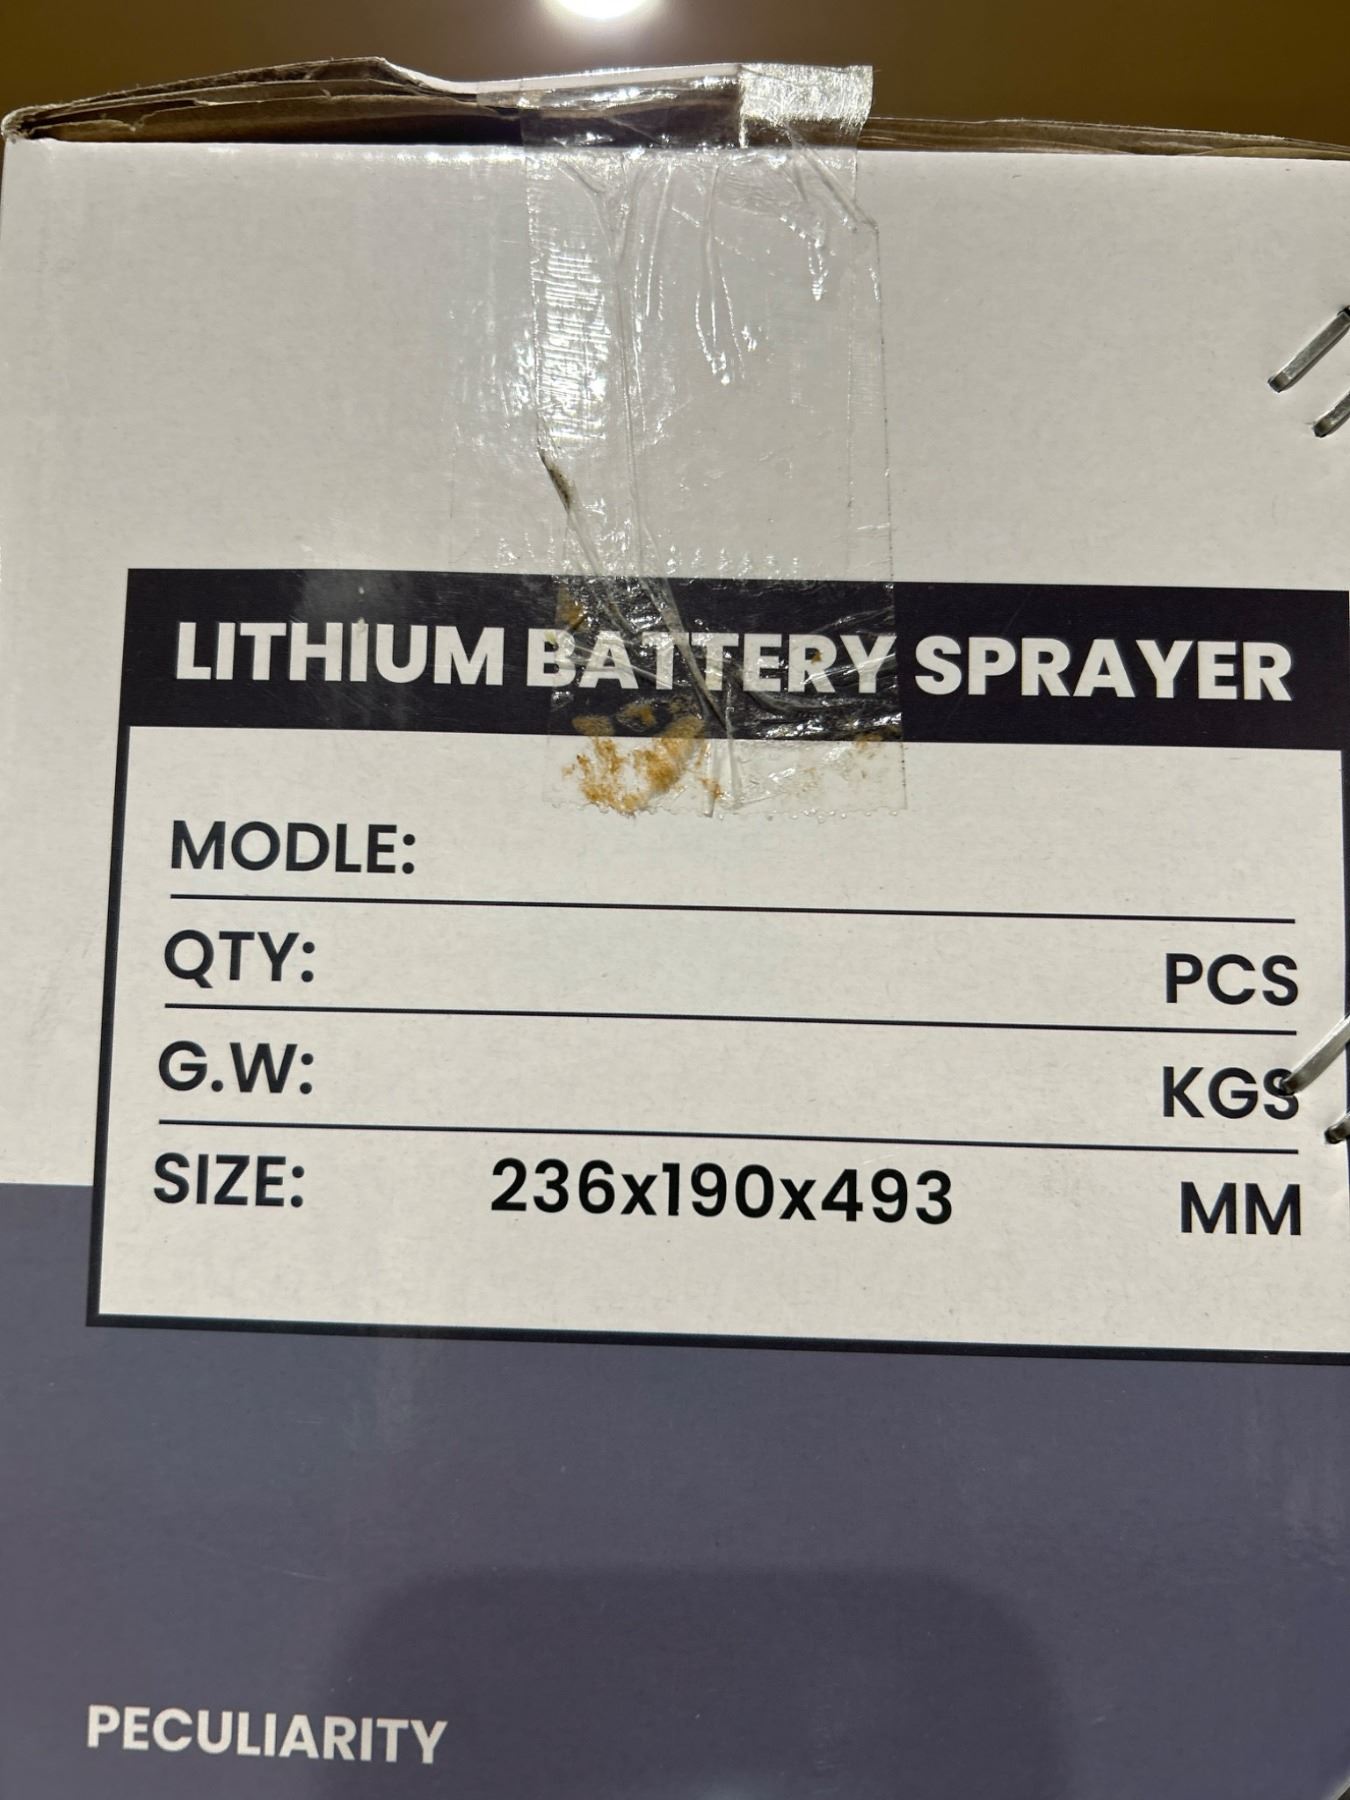 LITHIUM BATTERY SPRAYER
MODLE:
QTY: PCS
G.W: KGS
SIZE: 236x190x493 MM
PECULIARITY